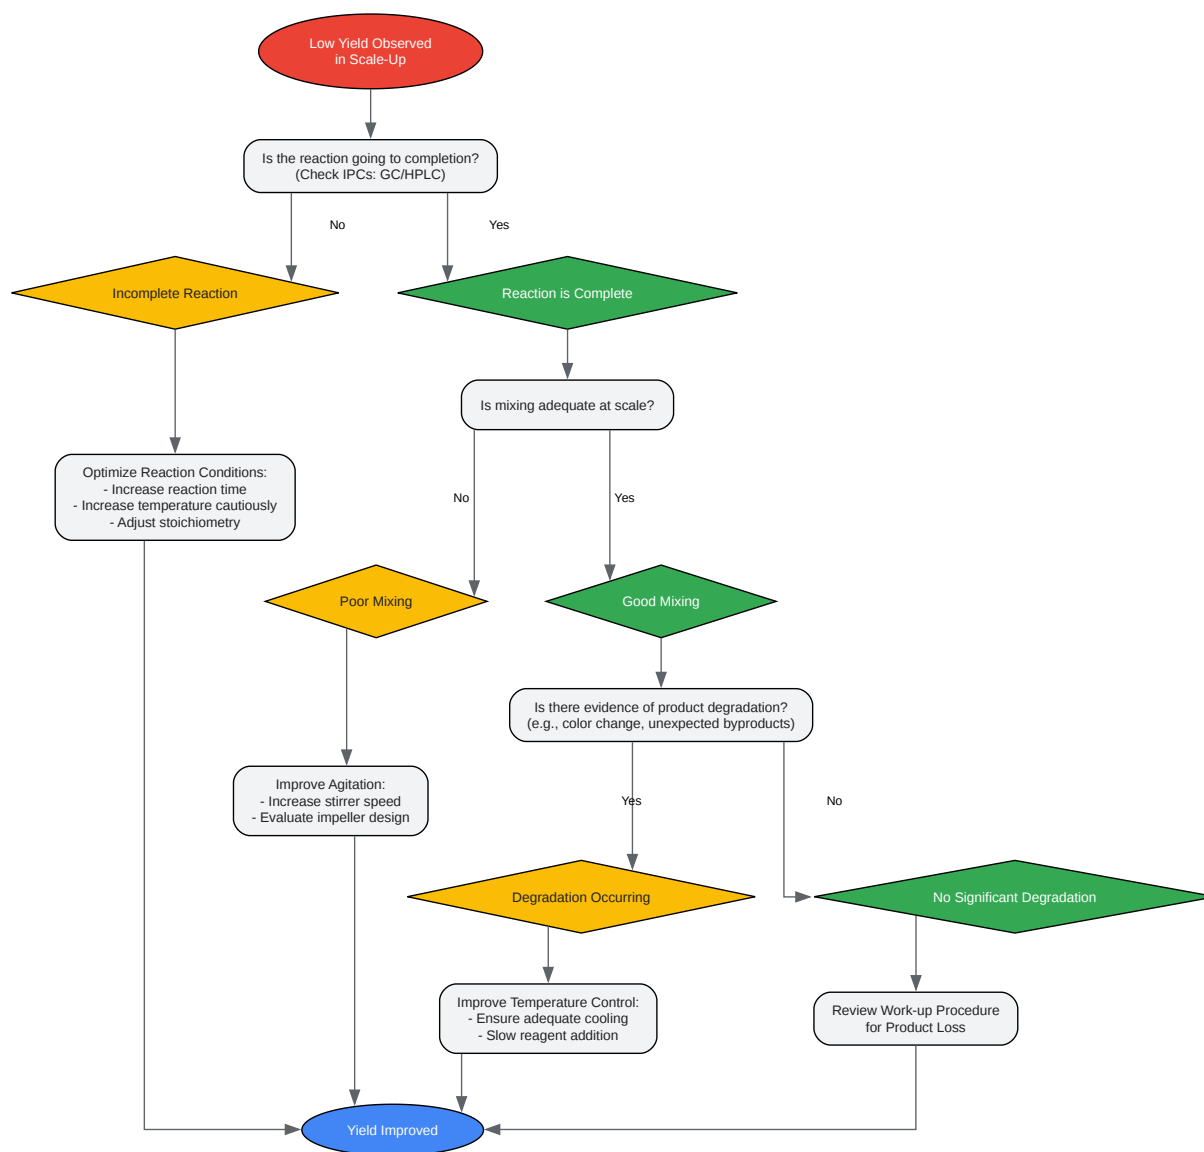 Low Yield Observed
in Scale-Up
Is the reaction going to completion?
(Check IPCs: GC/HPLC)
No
Yes
Incomplete Reaction
Reaction is Complete
Is mixing adequate at scale?
Optimize Reaction Conditions:
- Increase reaction time
- Increase temperature cautiously
- Adjust stoichiometry
No
Yes
Poor Mixing
Good Mixing
Is there evidence of product degradation?
(e.g., color change, unexpected byproducts)
Improve Agitation:
- Increase stirrer speed
- Evaluate impeller design
Yes
No
Degradation Occurring
No Significant Degradation
Improve Temperature Control:
- Ensure adequate cooling
- Slow reagent addition
Review Work-up Procedure
for Product Loss
Yield Improved